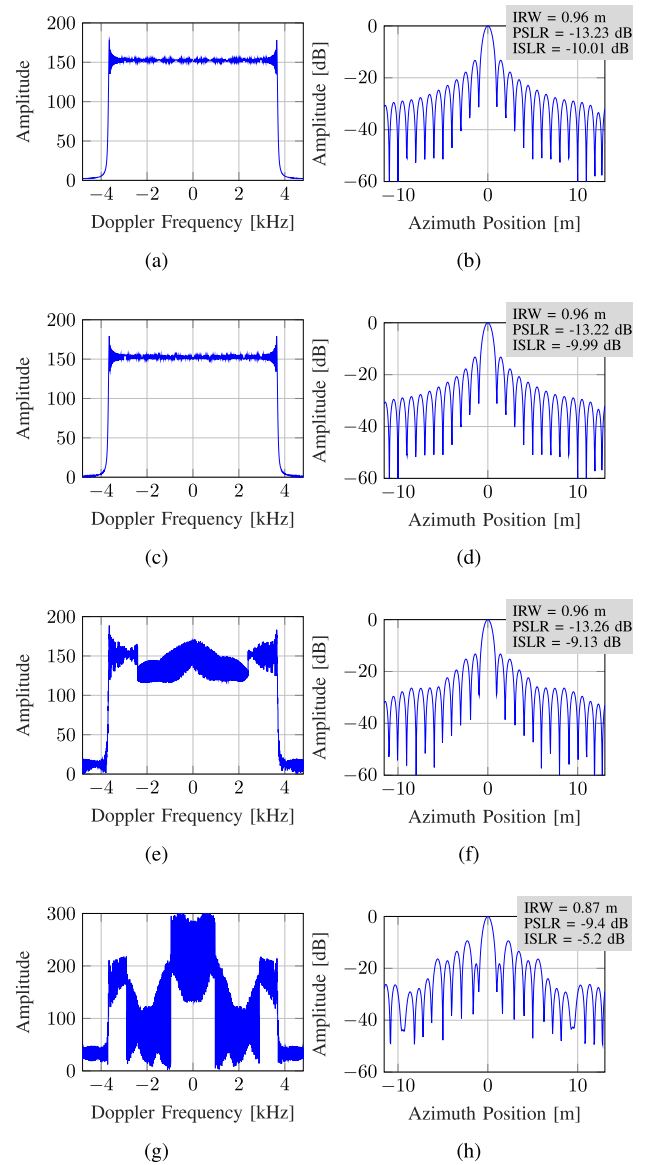 200
150
100
50
0
Amplitude
−4 −2 0 2 4
Doppler Frequency [kHz]
(a)
IRW = 0.96 m
PSLR = -13.23 dB
ISLR = -10.01 dB
0
−20
−40
−60
Amplitude [dB]
−10 0 10
Azimuth Position [m]
(b)
200
150
100
50
0
Amplitude
−4 −2 0 2 4
Doppler Frequency [kHz]
(c)
IRW = 0.96 m
PSLR = -13.22 dB
ISLR = -9.99 dB
0
−20
−40
−60
Amplitude [dB]
−10 0 10
Azimuth Position [m]
(d)
200
150
100
50
0
Amplitude
−4 −2 0 2 4
Doppler Frequency [kHz]
(e)
IRW = 0.96 m
PSLR = -13.26 dB
ISLR = -9.13 dB
0
−20
−40
−60
Amplitude [dB]
−10 0 10
Azimuth Position [m]
(f)
300
200
100
0
Amplitude
−4 −2 0 2 4
Doppler Frequency [kHz]
(g)
IRW = 0.87 m
PSLR = -9.4 dB
ISLR = -5.2 dB
0
−20
−40
−60
Amplitude [dB]
−10 0 10
Azimuth Position [m]
(h)